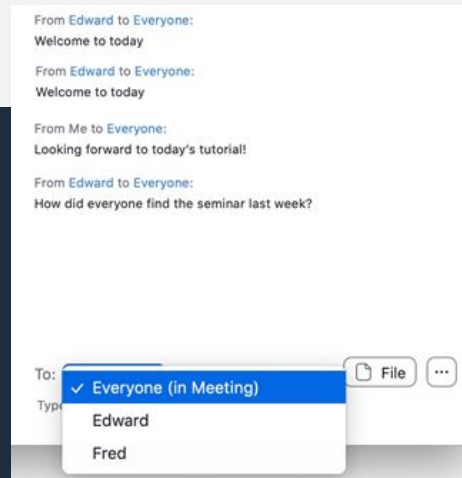 From Edward to Everyone:
Welcome to today
From Edward to Everyone:
Welcome to today
From Me to Everyone:
Looking forward to today's tutorial!
From Edward to Everyone:
How did everyone find the seminar last week?
To:
File
...
✓ Everyone (in Meeting)
Type
Edward
Fred